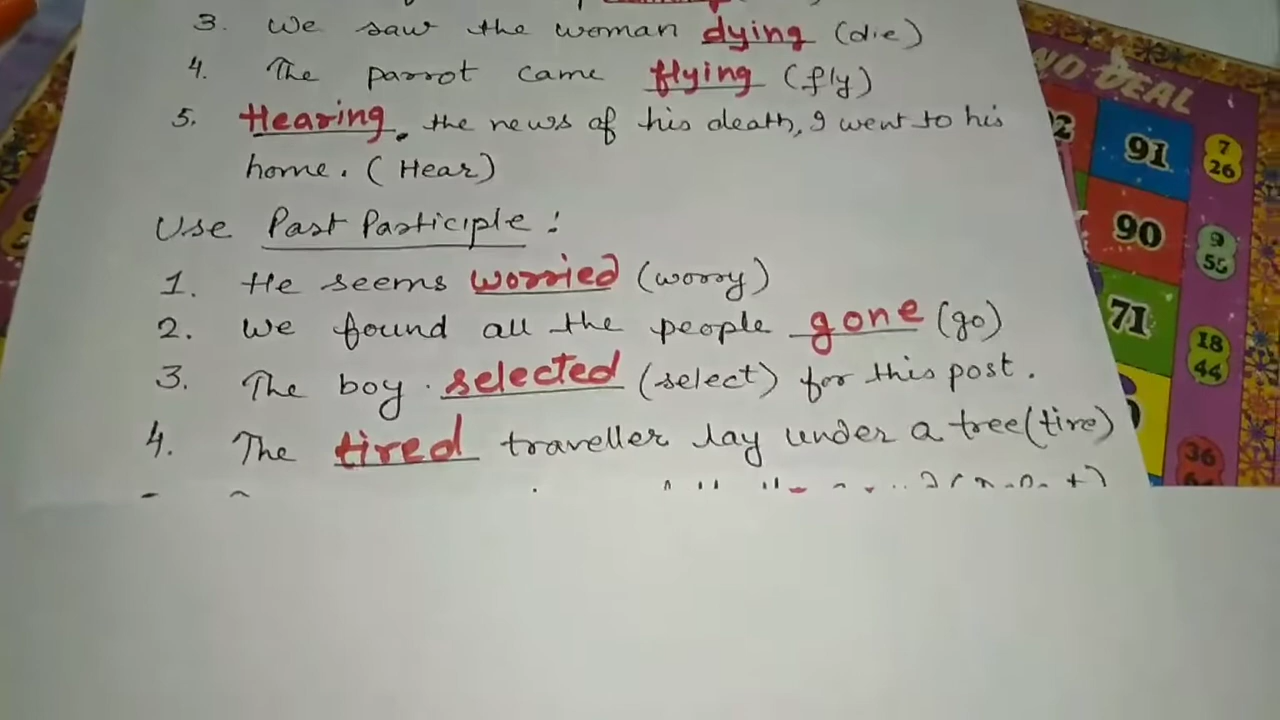 3. We saw the woman dying (die)
4. The parrot came flying (fly)
5. Hearing. the news of his death, I went to his
home. (Hear)
Use Past Participle :
1. He seems worried (worry)
2. We found all the people gone (go)
3. The boy. selected (select) for this post.
4. The tired traveller lay under a tree (tire)
NO DEAL
91
90
71
7
26
9
18
44
36